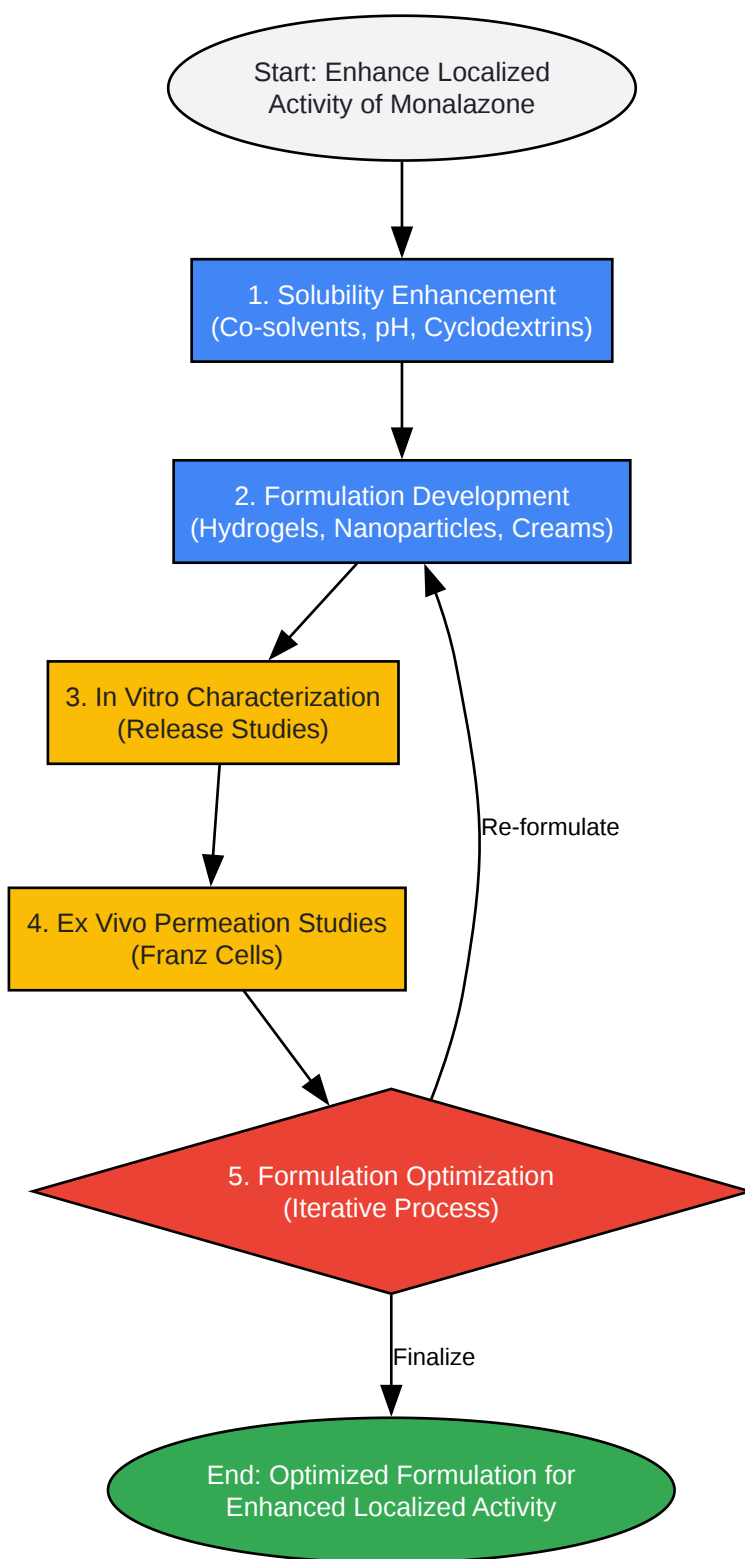 Start: Enhance Localized
Activity of Monalazone
1. Solubility Enhancement
(Co-solvents, pH, Cyclodextrins)
2. Formulation Development
(Hydrogels, Nanoparticles, Creams)
3. In Vitro Characterization
(Release Studies)
Re-formulate
4. Ex Vivo Permeation Studies
(Franz Cells)
5. Formulation Optimization
(Iterative Process)
Finalize
End: Optimized Formulation for
Enhanced Localized Activity